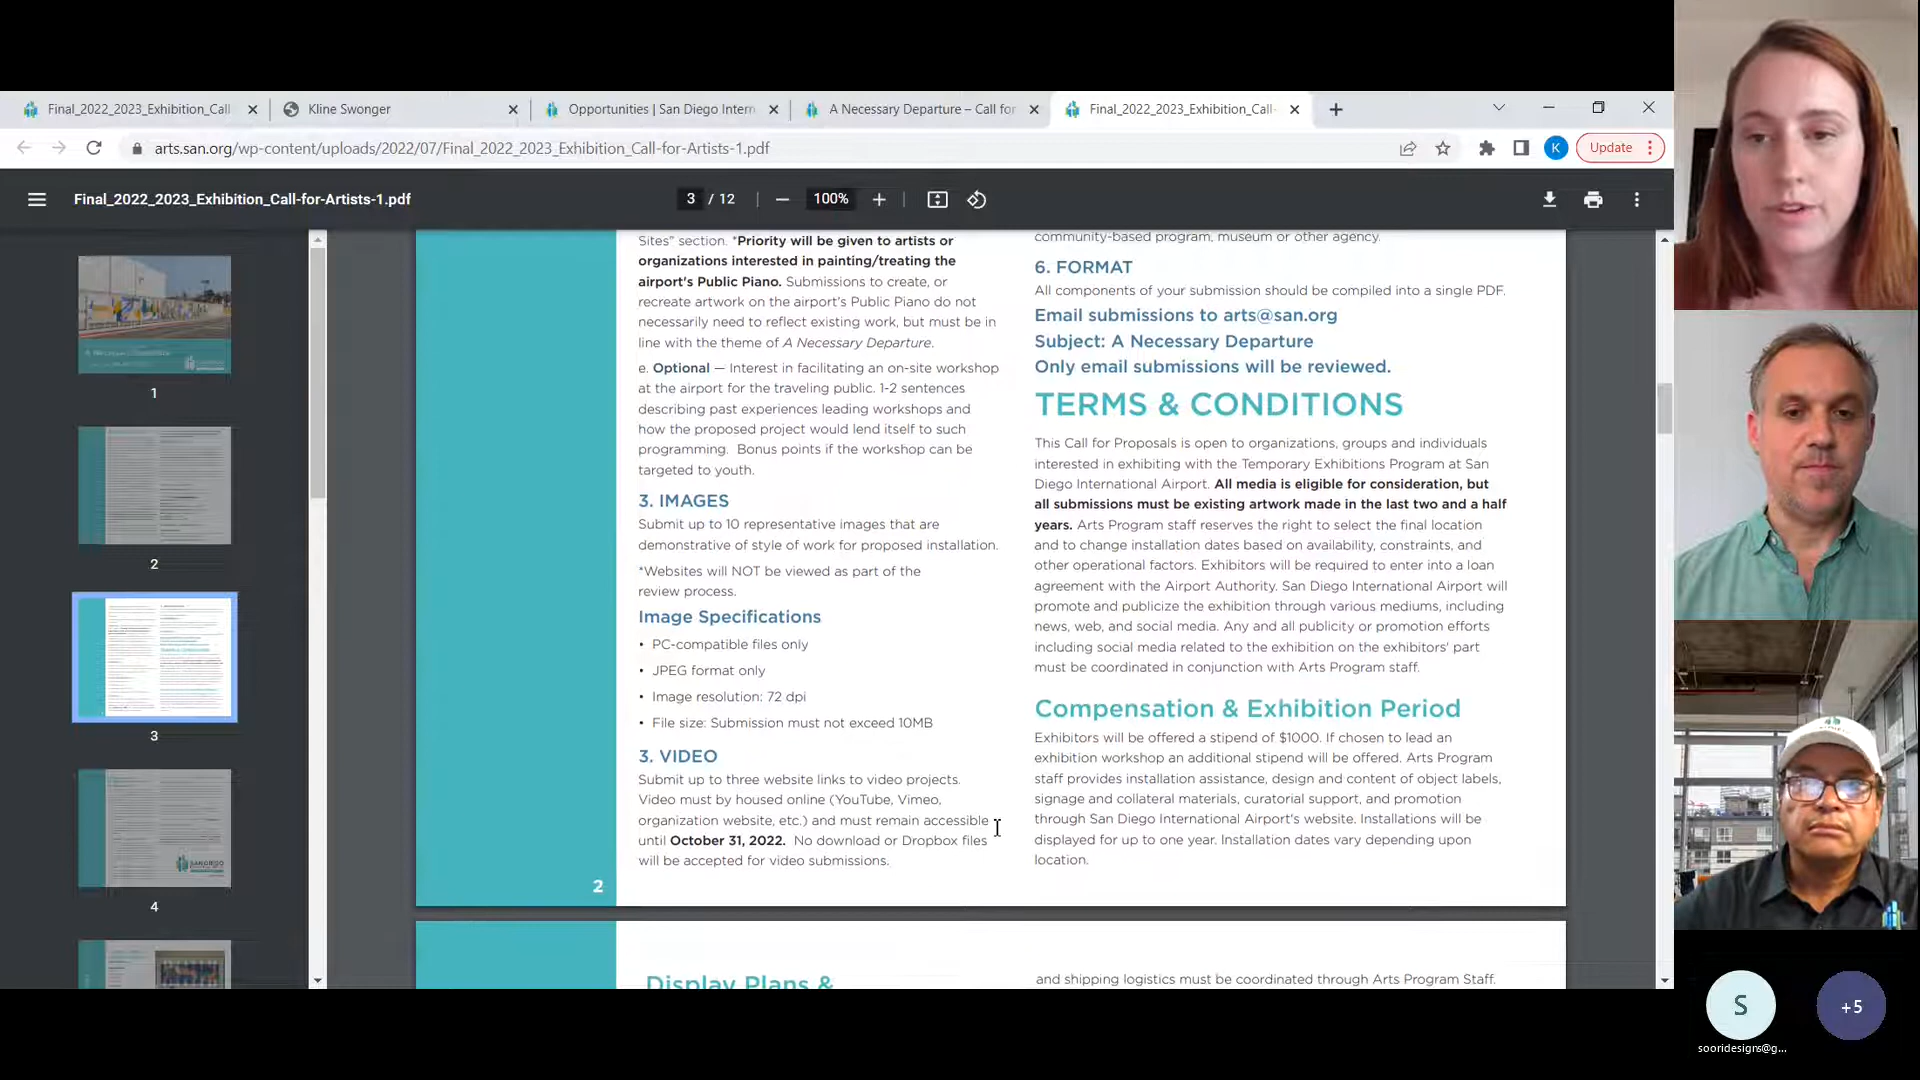 Final_2022_2023_Exhibition_Call
Kline Swonger
Opportunities | San Diego Intern
A Necessary Departure – Call for
Final_2022_2023_Exhibition_Call-
arts.san.org/wp-content/uploads/2022/07/Final_2022_2023_Exhibition_Call-for-Artists-1.pdf
K
Update
Final_2022_2023_Exhibition_Call-for-Artists-1.pdf
3 / 12
100%
1
2
3
4
Sites" section. *Priority will be given to artists or
organizations interested in painting/treating the
airport's Public Piano. Submissions to create, or
recreate artwork on the airport's Public Piano do not
necessarily need to reflect existing work, but must be in
line with the theme of A Necessary Departure.
e. Optional — Interest in facilitating an on-site workshop
at the airport for the traveling public. 1-2 sentences
describing past experiences leading workshops and
how the proposed project would lend itself to such
programming. Bonus points if the workshop can be
targeted to youth.
3. IMAGES
Submit up to 10 representative images that are
demonstrative of style of work for proposed installation.
*Websites will NOT be viewed as part of the
review process.
Image Specifications
• PC-compatible files only
• JPEG format only
• Image resolution: 72 dpi
• File size: Submission must not exceed 10MB
3. VIDEO
Submit up to three website links to video projects.
Video must by housed online (YouTube, Vimeo,
organization website, etc.) and must remain accessible
until October 31, 2022. No download or Dropbox files
will be accepted for video submissions.
2
community-based program, museum or other agency.
6. FORMAT
All components of your submission should be compiled into a single PDF.
Email submissions to arts@san.org
Subject: A Necessary Departure
Only email submissions will be reviewed.
TERMS & CONDITIONS
This Call for Proposals is open to organizations, groups and individuals
interested in exhibiting with the Temporary Exhibitions Program at San
Diego International Airport. All media is eligible for consideration, but
all submissions must be existing artwork made in the last two and a half
years. Arts Program staff reserves the right to select the final location
and to change installation dates based on availability, constraints, and
other operational factors. Exhibitors will be required to enter into a loan
agreement with the Airport Authority. San Diego International Airport will
promote and publicize the exhibition through various mediums, including
news, web, and social media. Any and all publicity or promotion efforts
including social media related to the exhibition on the exhibitors' part
must be coordinated in conjunction with Arts Program staff.
Compensation & Exhibition Period
Exhibitors will be offered a stipend of $1000. If chosen to lead an
exhibition workshop an additional stipend will be offered. Arts Program
staff provides installation assistance, design and content of object labels,
signage and collateral materials, curatorial support, and promotion
through San Diego International Airport's website. Installations will be
displayed for up to one year. Installation dates vary depending upon
location.
Display Plans &
and shipping logistics must be coordinated through Arts Program Staff.
S
sooridesigns@g...
+5